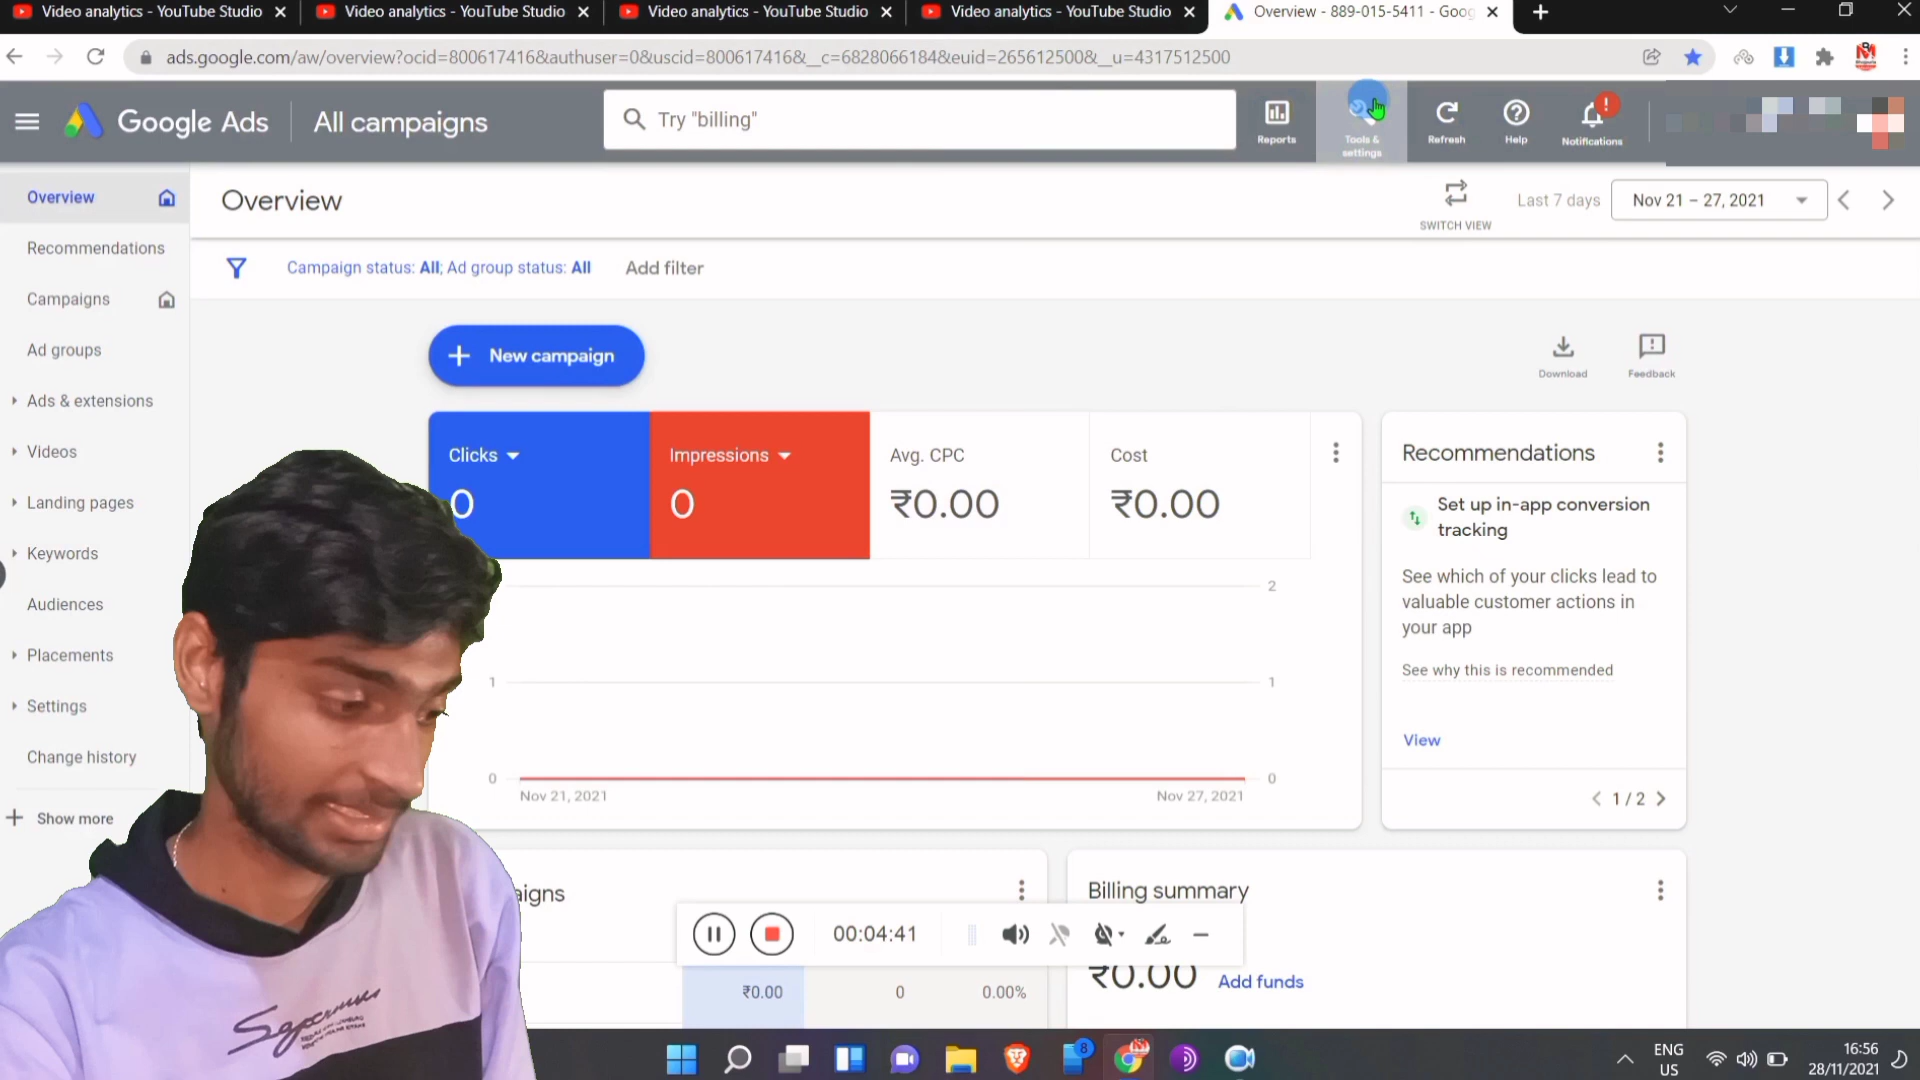 Video analytics - YouTube Studio
Video analytics - YouTube Studio
Video analytics - YouTube Studio
Video analytics - YouTube Studio
Overview - 889-015-5411 - Goog
ads.google.com/aw/overview?ocid=800617416&authuser=0&uscid=800617416&__c=6828066184&euid=265612500&__u=4317512500
Google Ads
All campaigns
Try "billing"
Reports
Tools &
settings
Refresh
Help
!
Notifications
Overview
Recommendations
Campaigns
Ad groups
Ads & extensions
Videos
Landing pages
Keywords
Audiences
Placements
Settings
Change history
Show more
Overview
SWITCH VIEW
Last 7 days
Nov 21 – 27, 2021
Campaign status: All; Ad group status: All
Add filter
New campaign
Download
Feedback
Clicks
0
Impressions
0
Avg. CPC
₹0.00
Cost
₹0.00
2
1
1
0
0
Nov 21, 2021
Nov 27, 2021
Recommendations
Set up in-app conversion
tracking
See which of your clicks lead to
valuable customer actions in
your app
See why this is recommended
View
1 / 2
aigns
₹0.00
0
0.00%
Billing summary
₹0.00
Add funds
00:04:41
8
ENG
US
16:56
28/11/2021